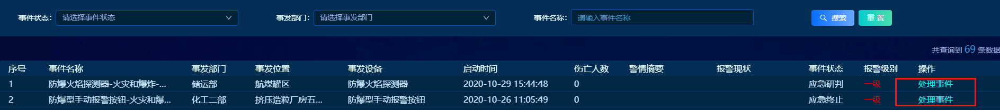 事件状态: 请选择事件状态 事发部门: 请选择事发部门 事件名称: 请输入事件名称 搜索 重 置
共查询到 69 条数据
序号 事件名称 事发部门 事发位置 事发设备 启动时间 伤亡人数 警情摘要 报警现状 事件状态 报警级别 操作
1 防爆火焰探测器-火灾和爆炸-... 储运部 航煤罐区 防爆火焰探测器 2020-10-29 15:44:48 0 应急研判 一级 处理事件
2 防爆型手动报警按钮-火灾和爆... 化工二部 挤压造粒厂房五... 防爆型手动报警按钮 2020-10-26 11:05:49 0 应急终止 一级 处理事件